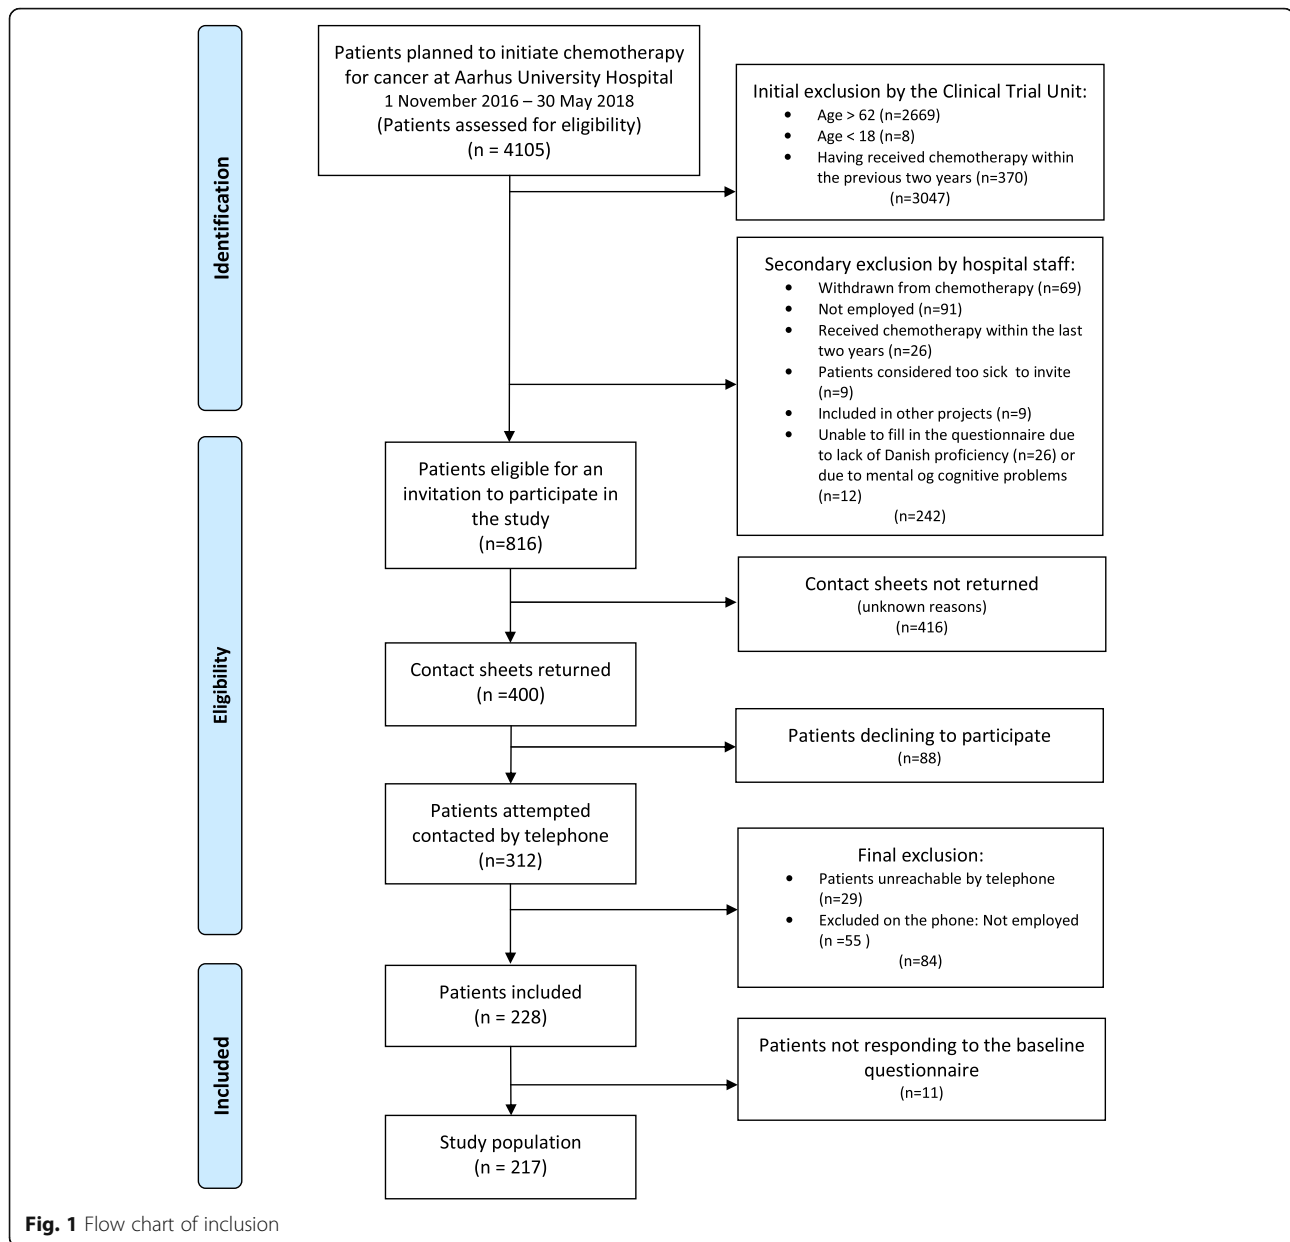 Identification
Patients planned to initiate chemotherapy
for cancer at Aarhus University Hospital
1 November 2016 – 30 May 2018
(Patients assessed for eligibility)
(n = 4105)
Initial exclusion by the Clinical Trial Unit:
• Age > 62 (n=2669)
• Age < 18 (n=8)
• Having received chemotherapy within
the previous two years (n=370)
(n=3047)
Secondary exclusion by hospital staff:
• Withdrawn from chemotherapy (n=69)
• Not employed (n=91)
• Received chemotherapy within the last
two years (n=26)
• Patients considered too sick to invite
(n=9)
• Included in other projects (n=9)
• Unable to fill in the questionnaire due
to lack of Danish proficiency (n=26) or
due to mental og cognitive problems
(n=12)
(n=242)
Eligibility
Patients eligible for an
invitation to participate in
the study
(n=816)
Contact sheets not returned
(unknown reasons)
(n=416)
Contact sheets returned
(n =400)
Patients declining to participate
(n=88)
Patients attempted
contacted by telephone
(n=312)
Final exclusion:
• Patients unreachable by telephone
(n=29)
• Excluded on the phone: Not employed
(n =55 )
(n=84)
Included
Patients included
(n = 228)
Patients not responding to the baseline
questionnaire
(n=11)
Study population
(n = 217)
Fig. 1 Flow chart of inclusion